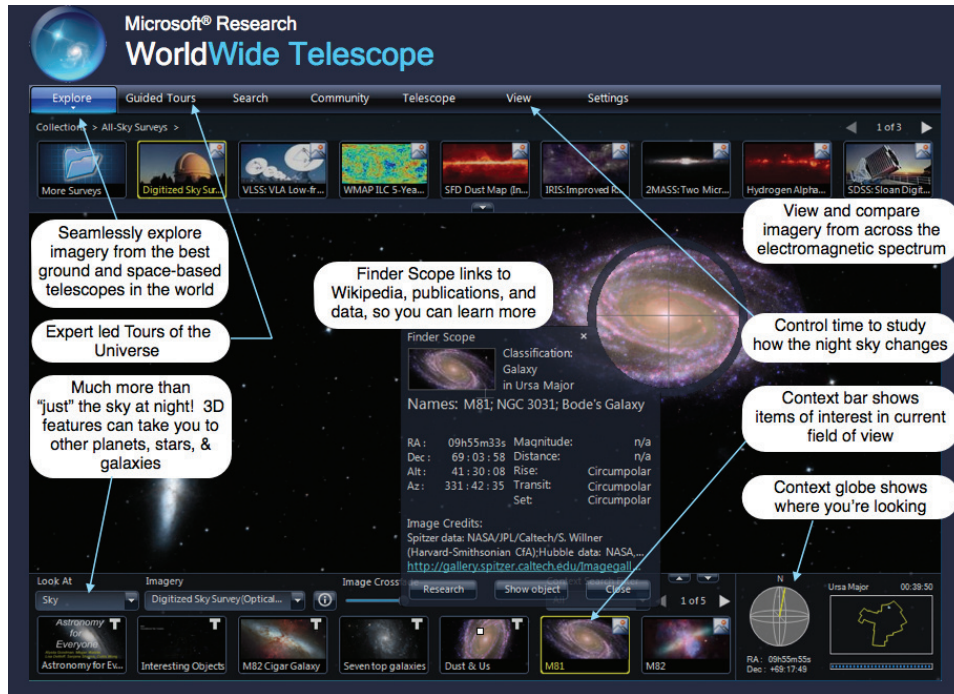 Microsoft® Research
WorldWide Telescope
Explore Guided Tours Search Community Telescope View Settings
Collections > All-Sky Surveys >
1 of 3
More Surveys
Digitized Sky Sur...
VLSS: VLA Low-fr...
WMAP ILC 5-Yea...
SFD Dust Map (In...
IRIS: Improved R...
2MASS: Two Micr...
Hydrogen Alpha...
SDSS: Sloan Digit...
Seamlessly explore
imagery from the best
ground and space-based
telescopes in the world
Expert led Tours of the
Universe
Much more than
“just” the sky at night! 3D
features can take you to
other planets, stars, &
galaxies
Finder Scope links to
Wikipedia, publications, and
data, so you can learn more
View and compare
imagery from across the
electromagnetic spectrum
Control time to study
how the night sky changes
Context bar shows
items of interest in current
field of view
Context globe shows
where you're looking
Finder Scope
Classification:
Galaxy
in Ursa Major
Names: M81; NGC 3031; Bode's Galaxy
RA: 09h55m33s Magnitude: n/a
Dec: 69:03:58 Distance: n/a
Alt: 41:30:08 Rise: Circumpolar
Az: 331:42:35 Transit: Circumpolar
Set: Circumpolar
Image Credits:
Spitzer data: NASA/JPL/Caltech/S. Willner
(Harvard-Smithsonian CfA);Hubble data: NASA,...
http://gallery.spitzer.caltech.edu/Imagegall...
Research Show object Close
Look At
Sky
Imagery
Digitized Sky Survey(Optical...
Image
1 of 5
Astronomy
for
Everyone
Astronomy for Ev...
Interesting Objects
M82 Cigar Galaxy
Seven top galaxies
Dust & Us
M81
M82
N
RA: 09h55m55s
Dec: +69:17:49
Ursa Major 00:39:50